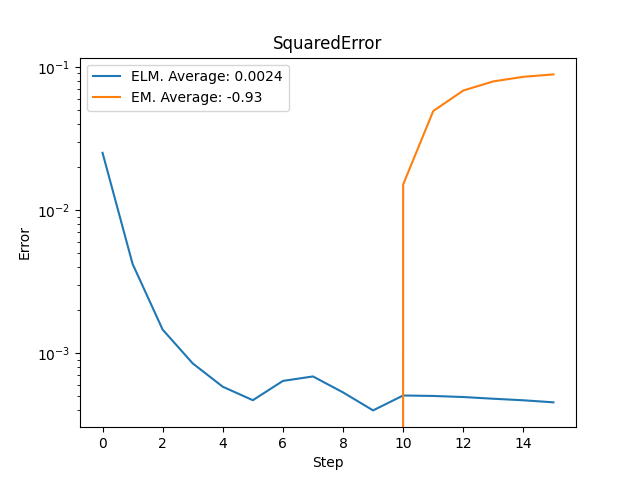 SquaredError
ELM. Average: 0.0024
EM. Average: -0.93
10⁻¹
10⁻²
10⁻³
Error
0 2 4 6 8 10 12 14
Step